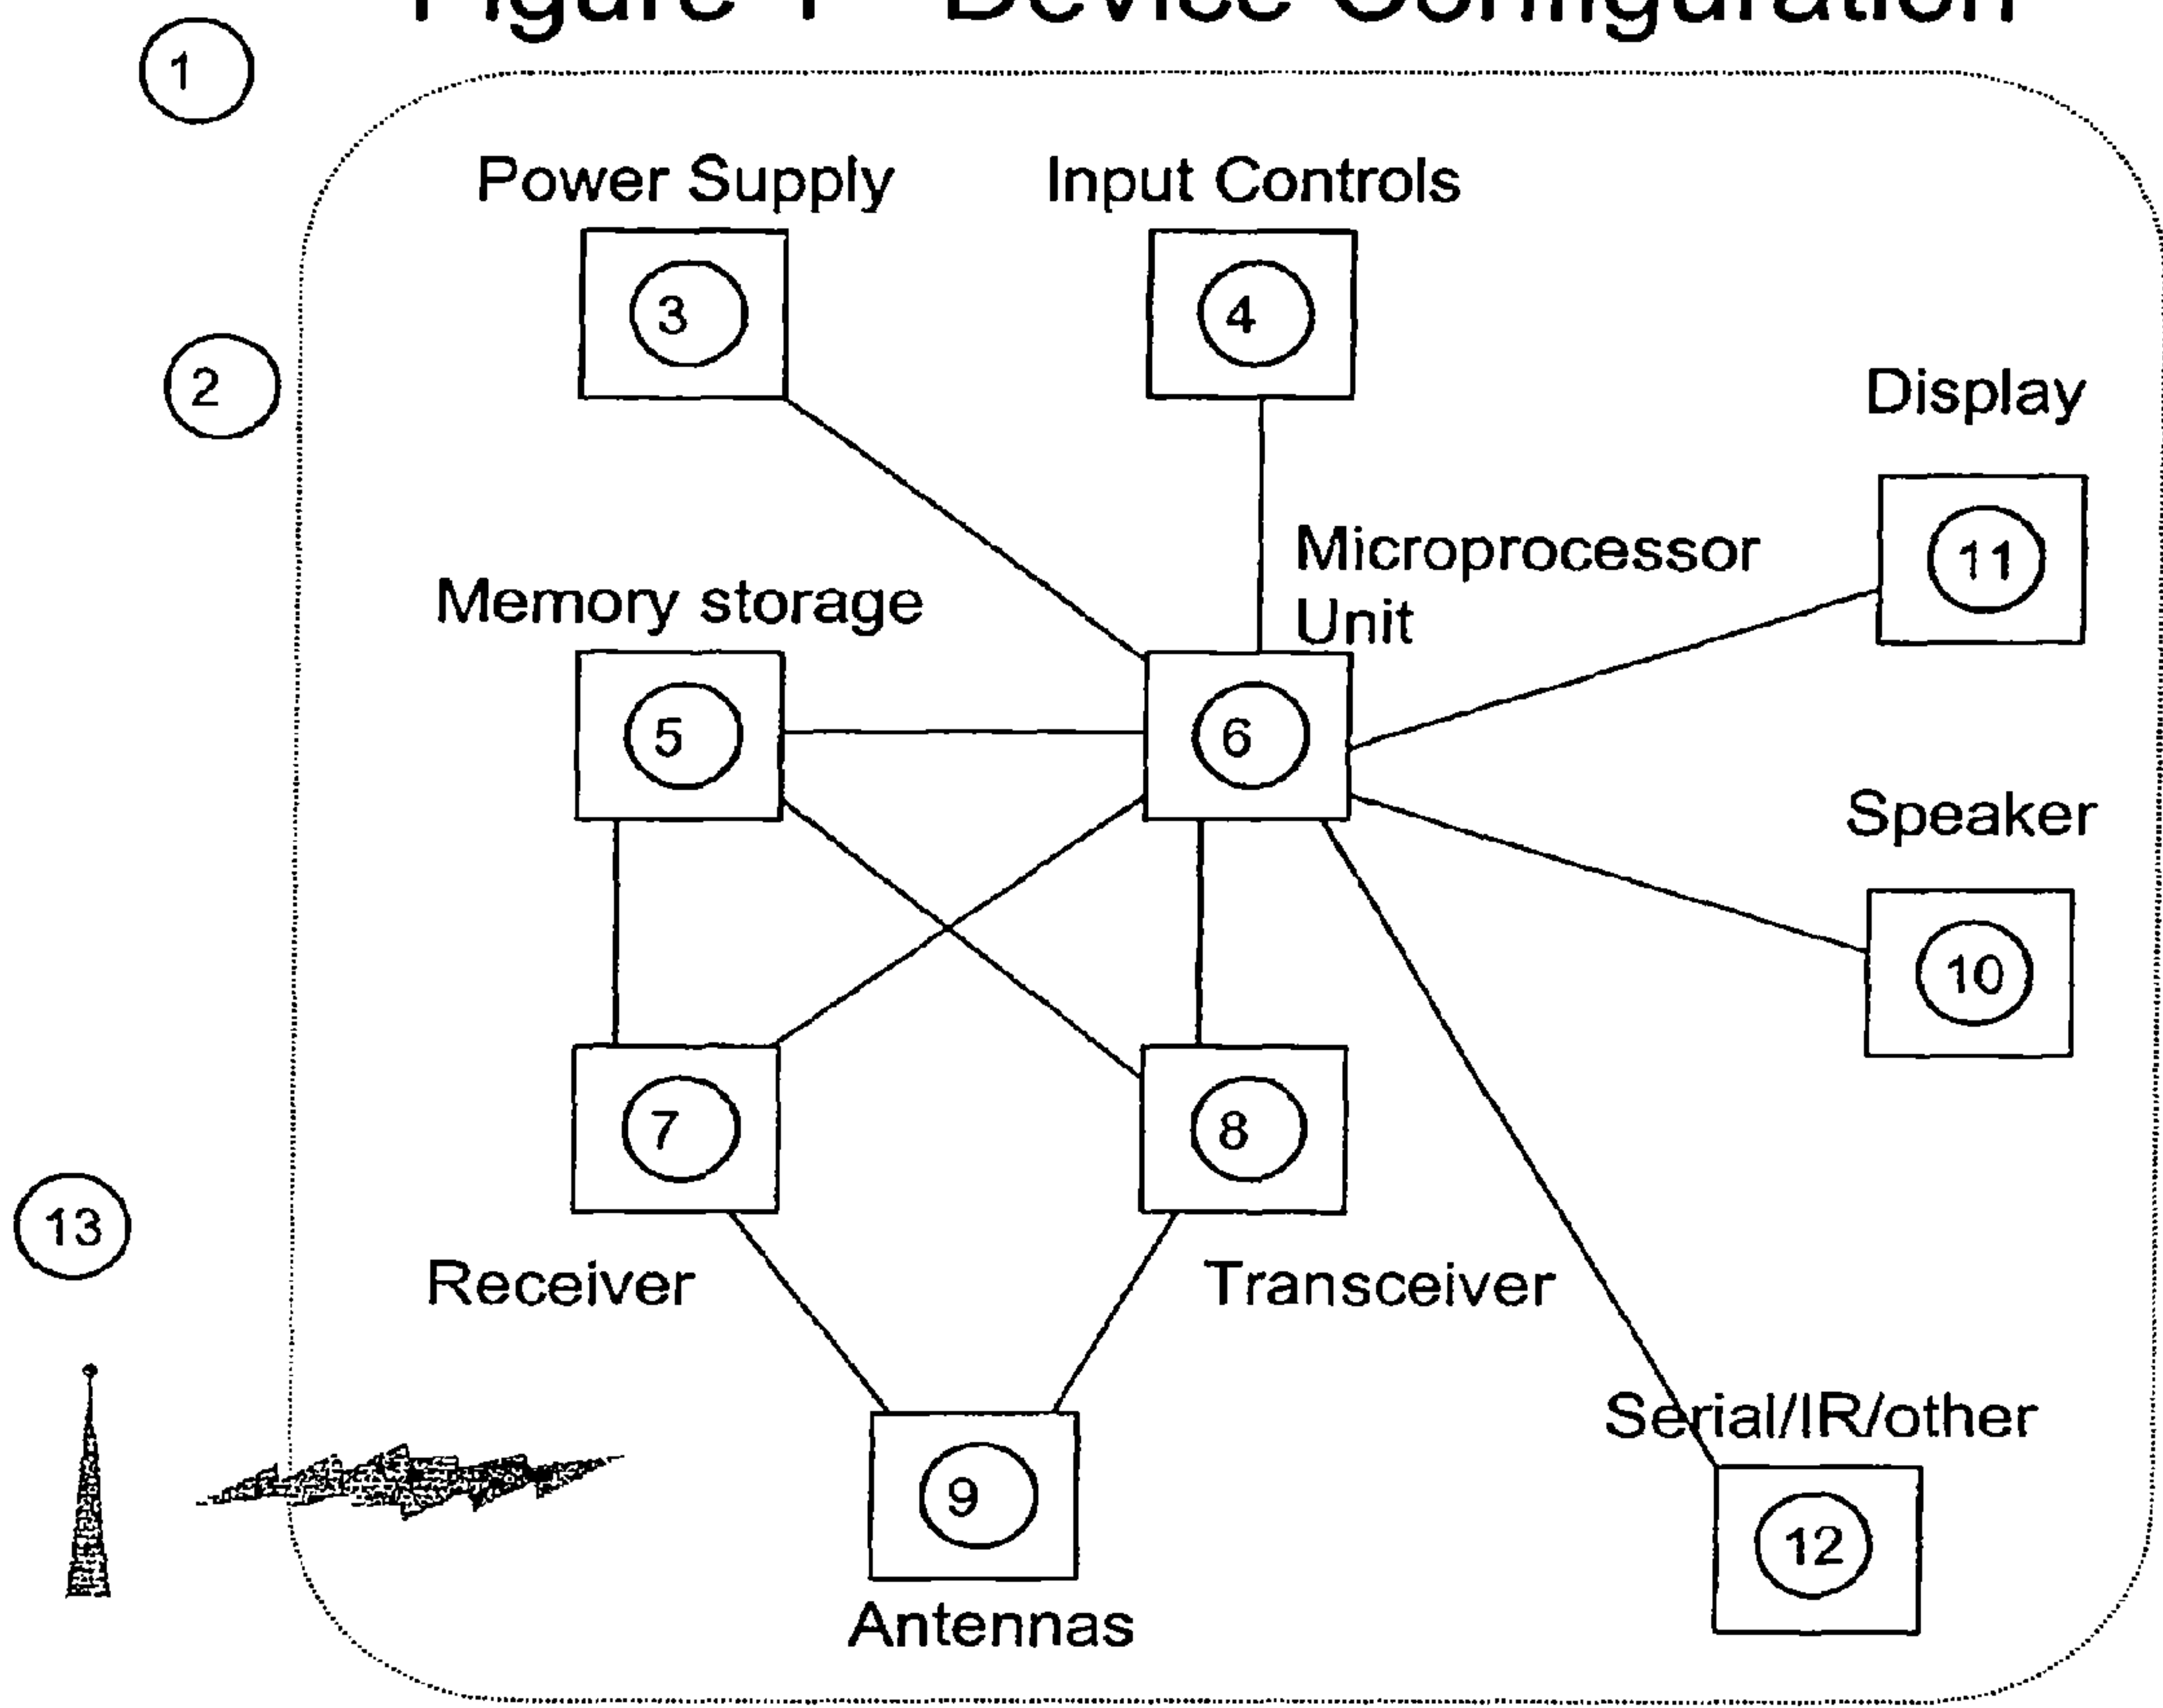 Figure 1 Device Configuration
1
Power Supply
Input Controls
3
4
2
Display
Microprocessor
Unit
11
Memory storage
5
6
Speaker
10
7
8
13
Receiver
Transceiver
Serial/IR/other
9
12
Antennas